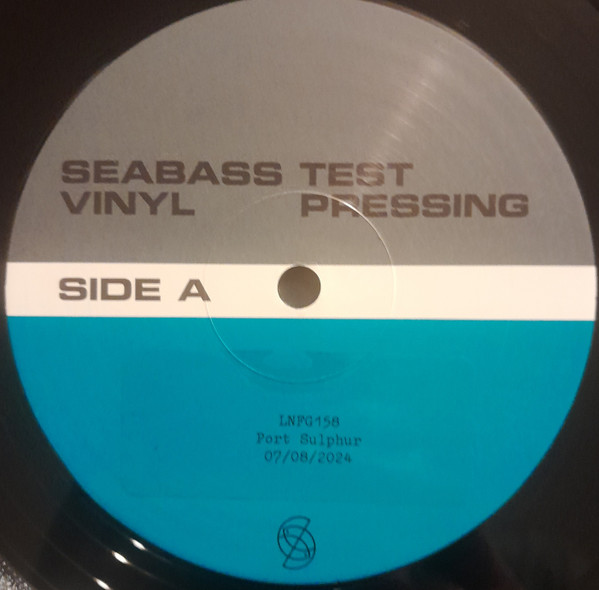 SEABASS TEST
VINYL PRESSING
SIDE A
LNFG158
Port Sulphur
07/08/2024